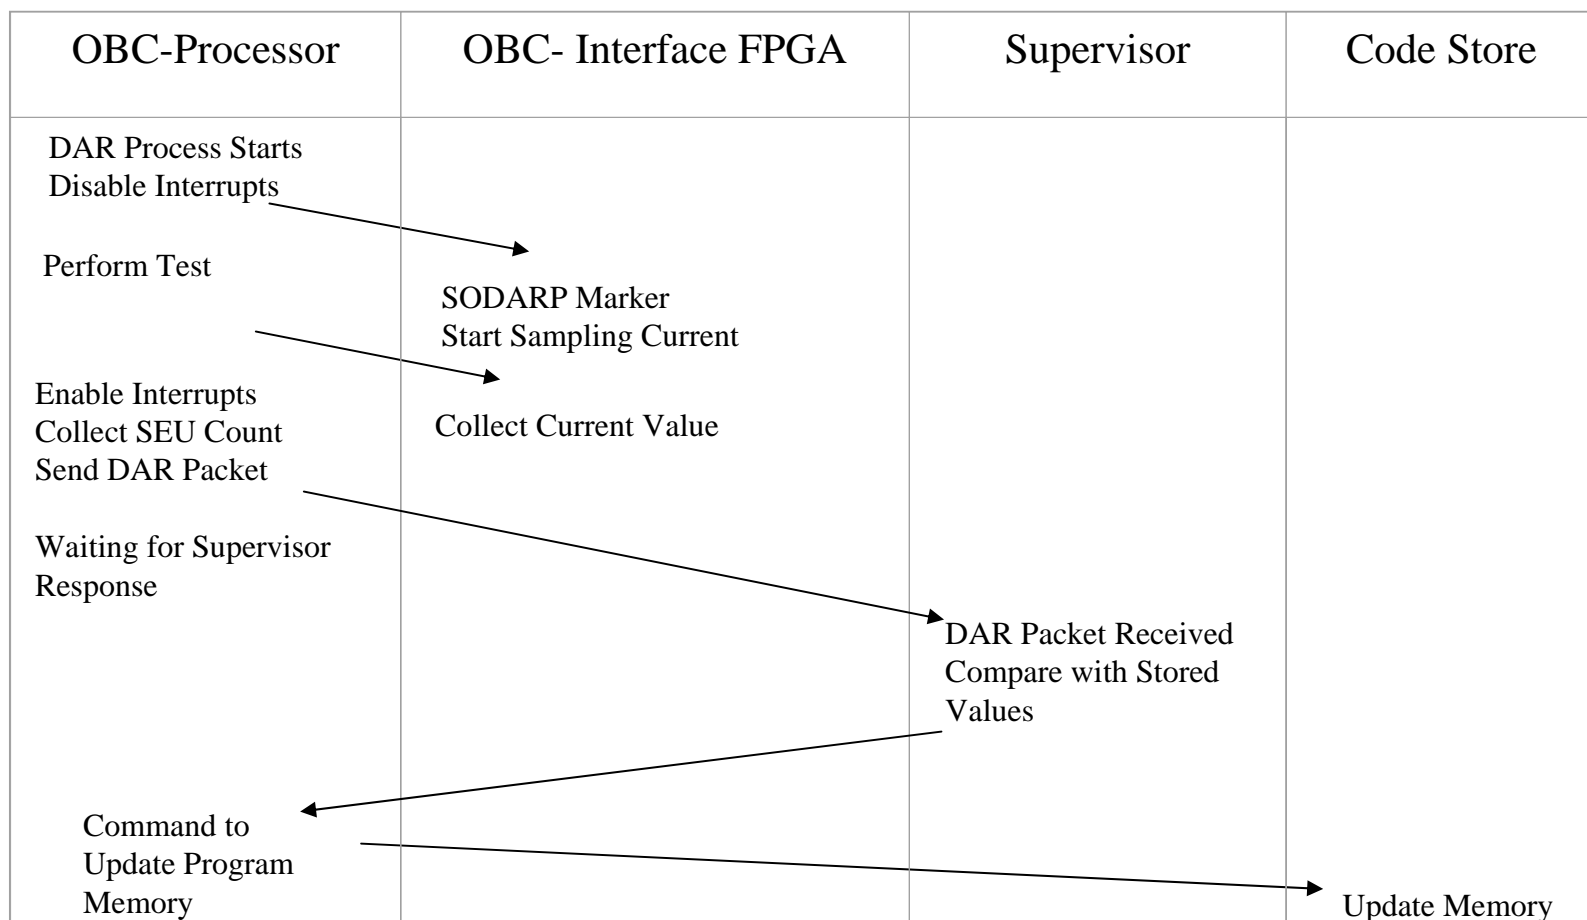 OBC-Processor
OBC- Interface FPGA
Supervisor
Code Store
DAR Process Starts
Disable Interrupts
Perform Test
SODARP Marker
Start Sampling Current
Enable Interrupts
Collect SEU Count
Send DAR Packet
Collect Current Value
Waiting for Supervisor
Response
DAR Packet Received
Compare with Stored
Values
Command to
Update Program
Memory
Update Memory